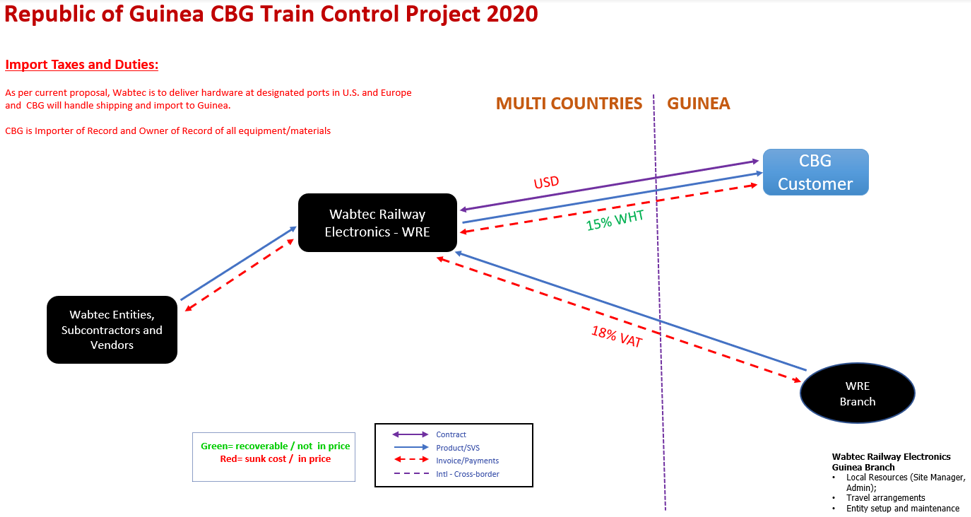 Republic of Guinea CBG Train Control Project 2020
Import Taxes and Duties:
As per current proposal, Wabtec is to deliver hardware at designated ports in U.S. and Europe
and CBG will handle shipping and import to Guinea.
CBG is Importer of Record and Owner of Record of all equipment/materials
MULTI COUNTRIES
GUINEA
CBG
Customer
USD
15% WHT
Wabtec Railway
Electronics - WRE
Wabtec Entities,
Subcontractors and
Vendors
18% VAT
WRE
Branch
Green= recoverable / not in price
Red= sunk cost / in price
Contract
Product/SVS
Invoice/Payments
Intl - Cross-border
Wabtec Railway Electronics
Guinea Branch
• Local Resources (Site Manager,
Admin);
• Travel arrangements
• Entity setup and maintenance